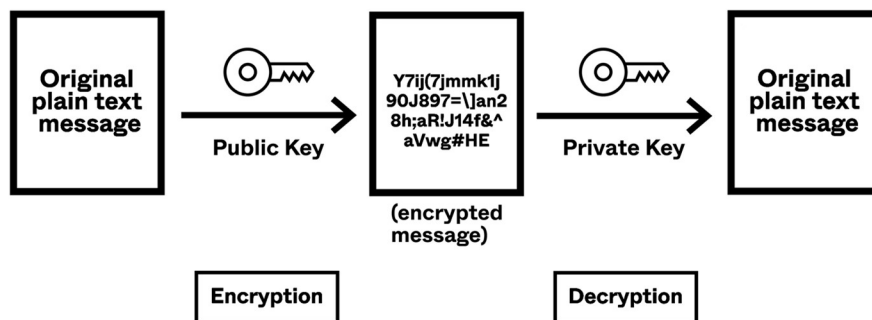 Original
plain text
message
Public Key
Y7ij(7jmmk1j
90J897=\]an2
8h;aR!J14f&^
aVwg#HE
(encrypted
message)
Private Key
Original
plain text
message
Encryption
Decryption